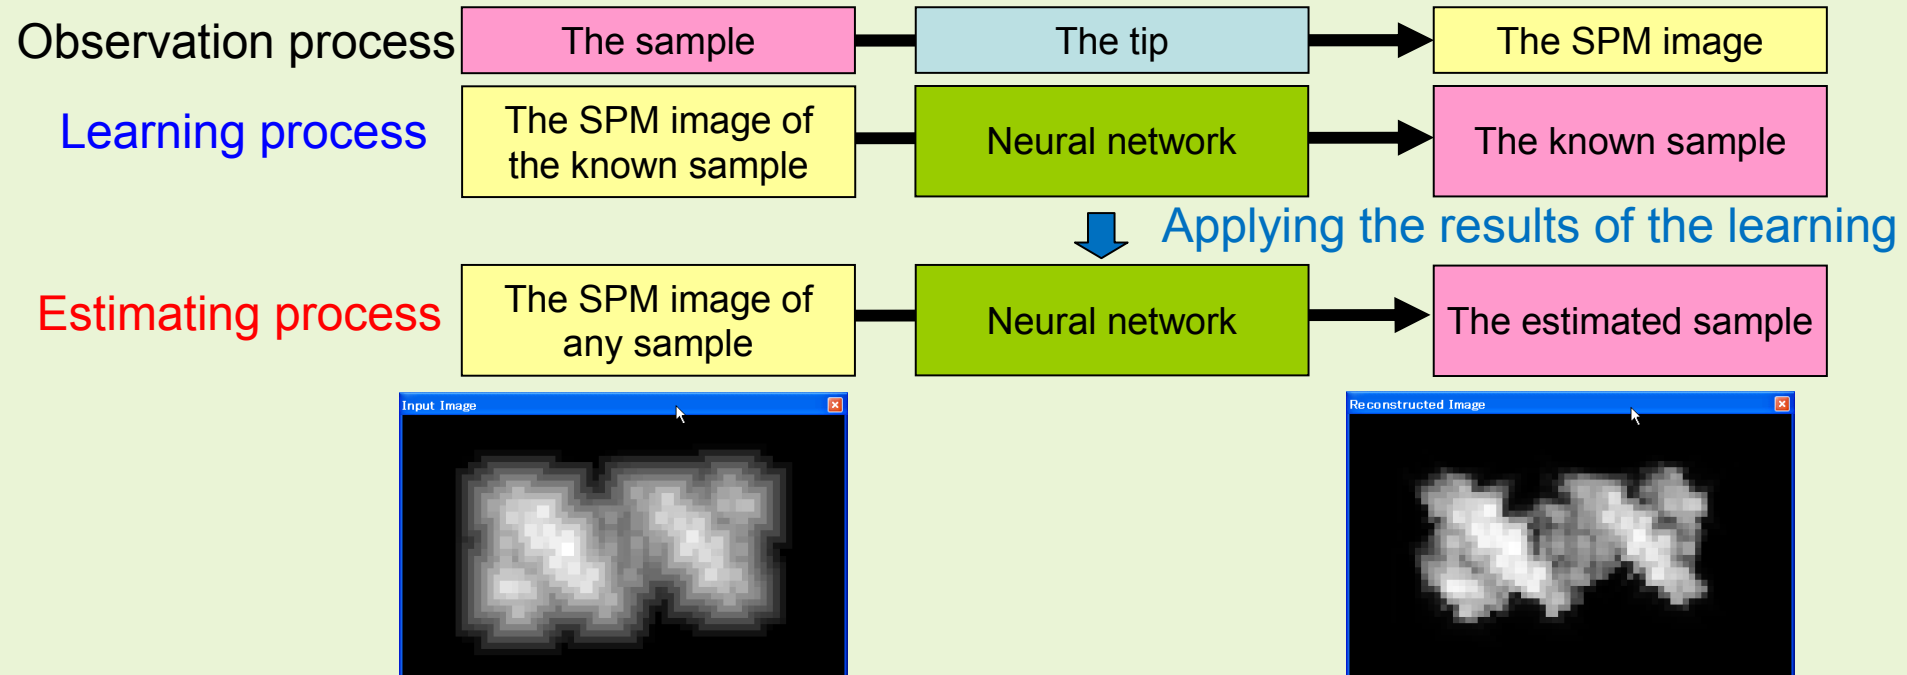 Observation process
The sample
The tip
The SPM image
Learning process
The SPM image of
the known sample
Neural network
The known sample
Applying the results of the learning
Estimating process
The SPM image of
any sample
Neural network
The estimated sample
Input Image
Reconstructed Image